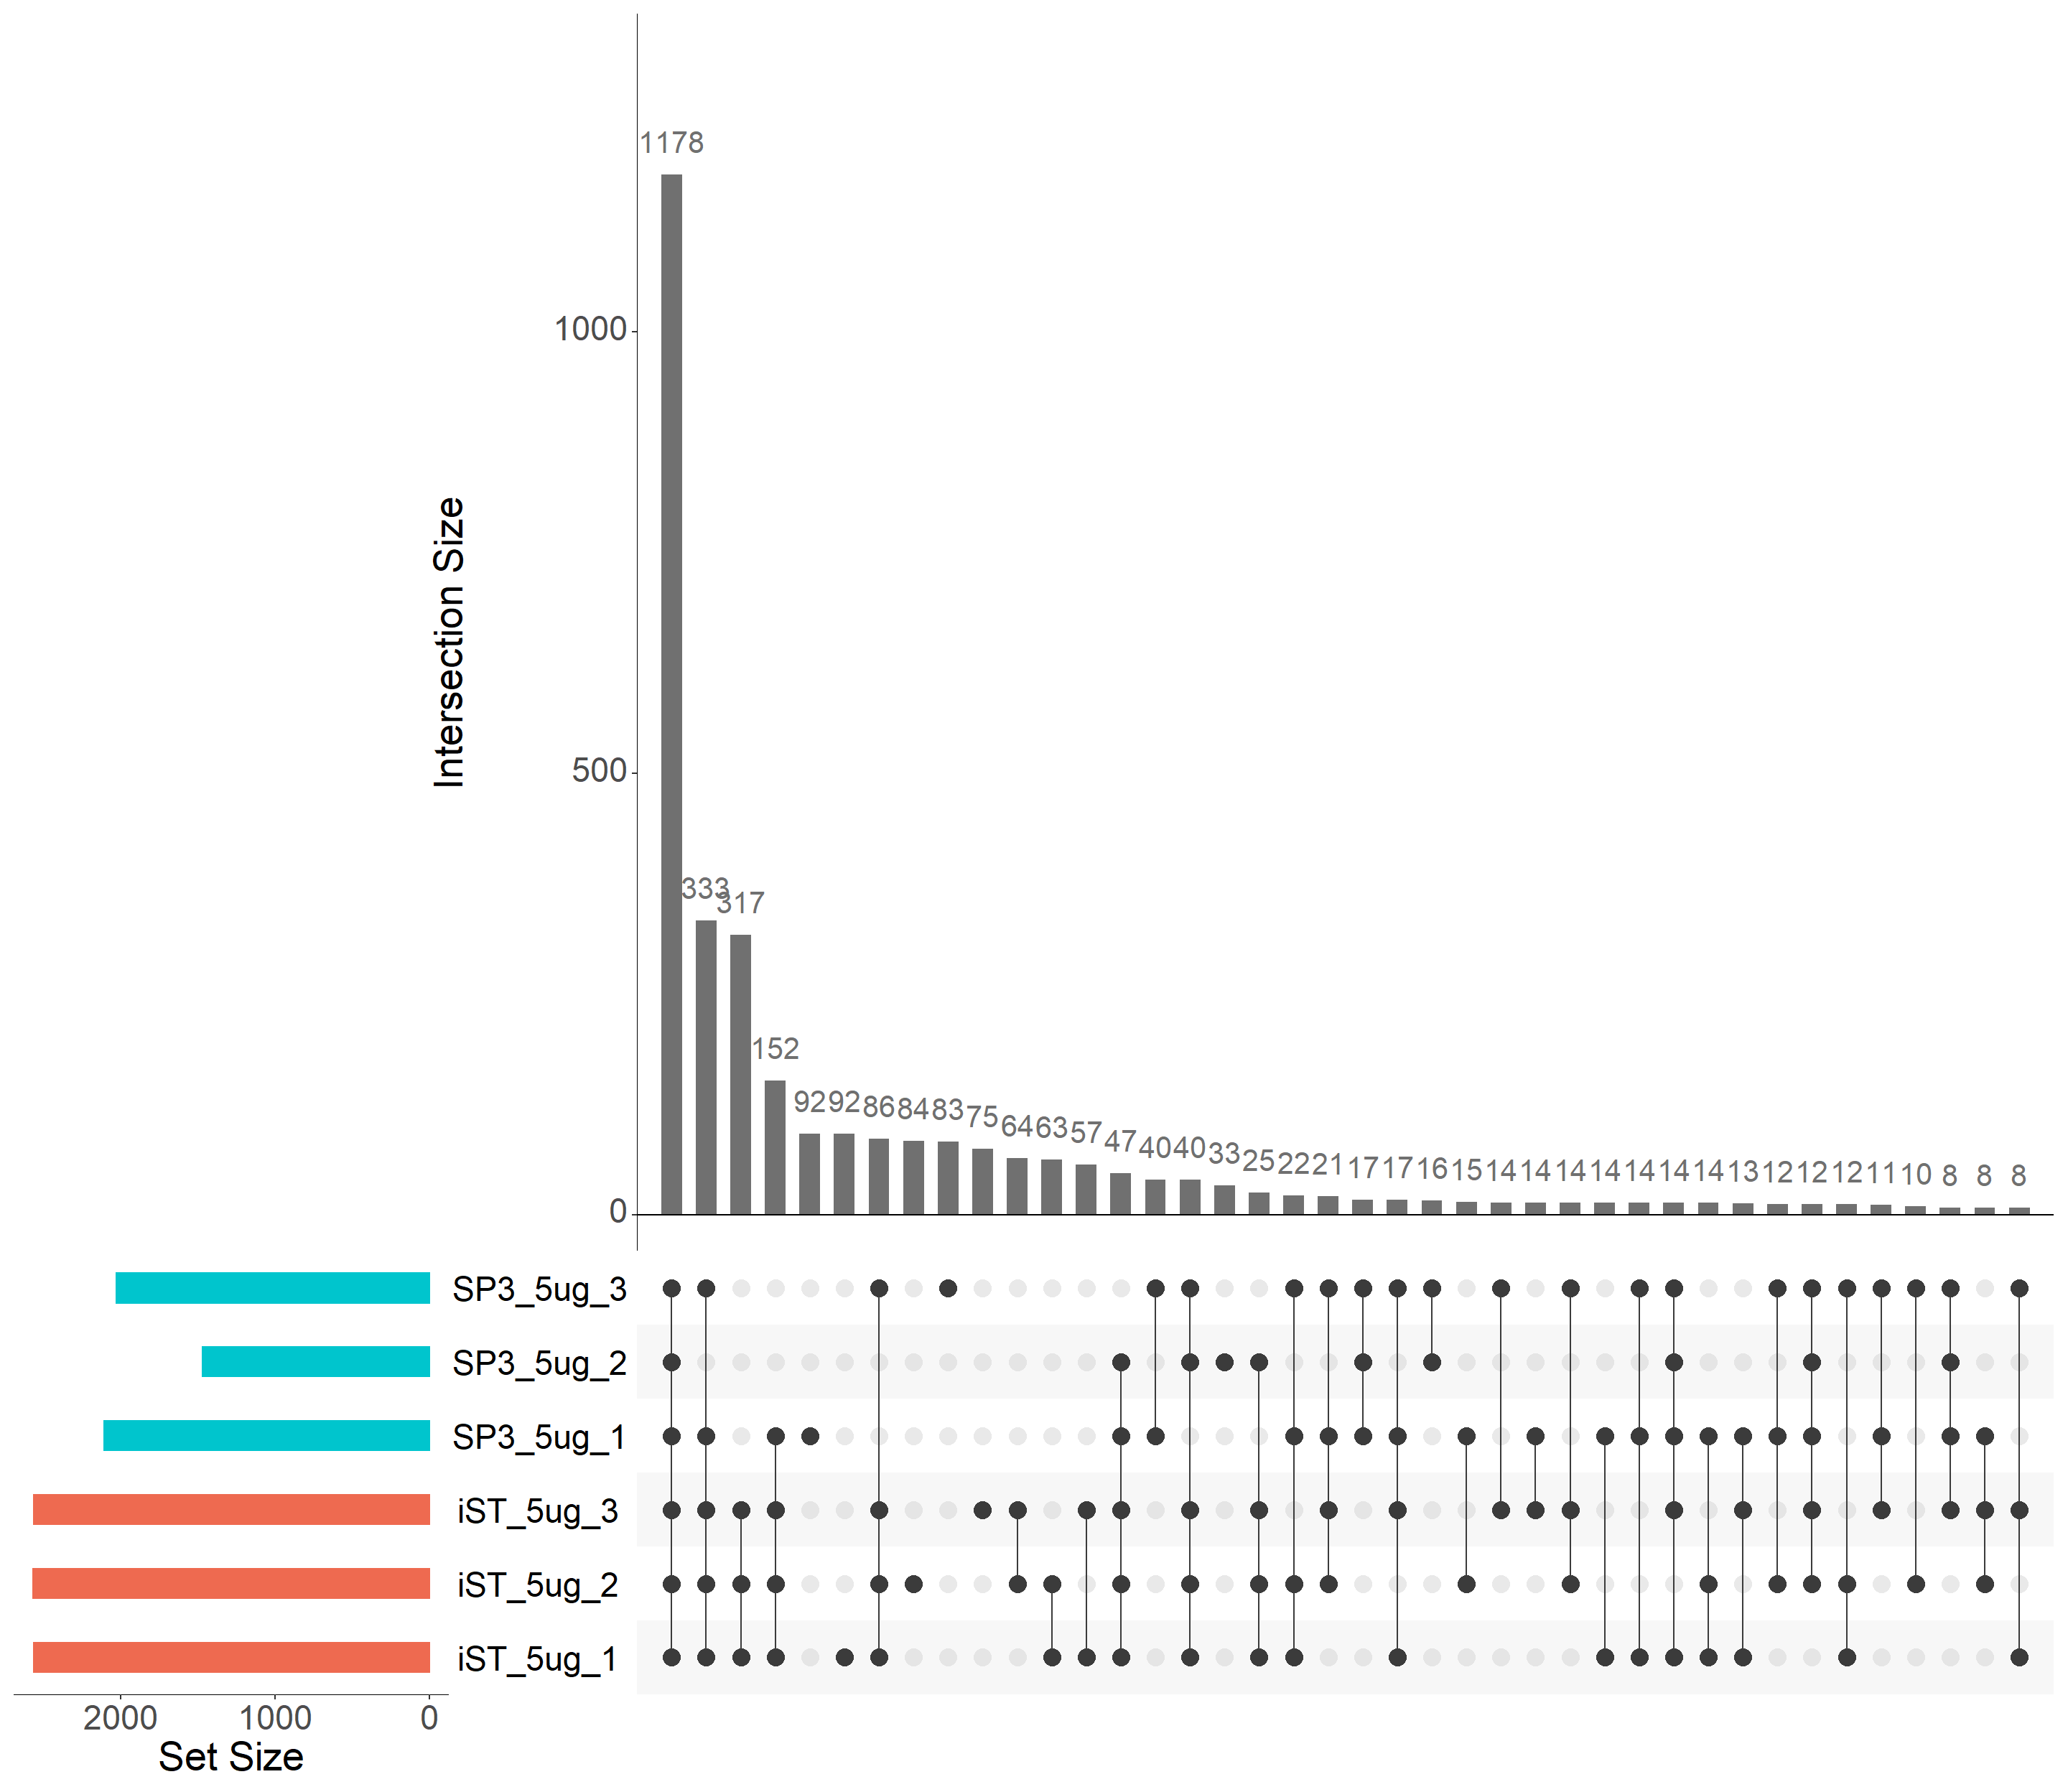 1178
1000
Intersection Size
500
333
317
152
92 92 86 84 83 75 64 63 57 47 40 40 33 25 22 21 17 17 16 15 14 14 14 14 14 14 14 13 12 12 12 11 10 8 8 8
0
SP3_5ug_3
SP3_5ug_2
SP3_5ug_1
iST_5ug_3
iST_5ug_2
iST_5ug_1
2000 1000 0
Set Size